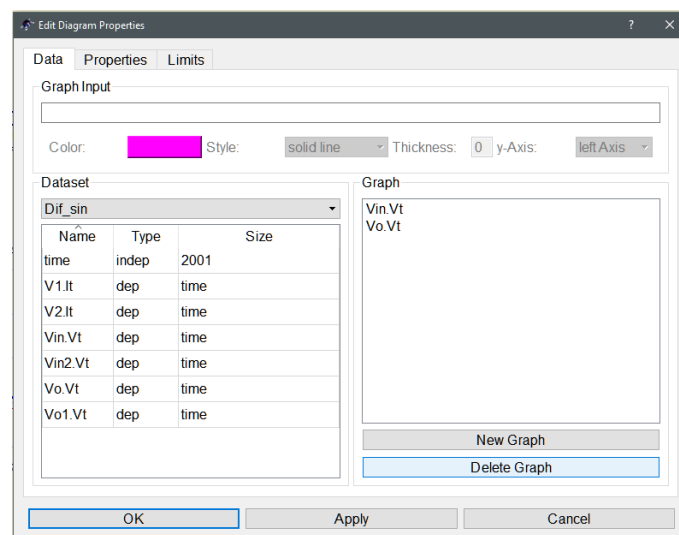 Edit Diagram Properties ? ×
Data Properties Limits
Graph Input
Color: Style: solid line Thickness: 0 y-Axis: left Axis
Dataset
Dif_sin
Name Type Size
time indep 2001
V1.It dep time
V2.It dep time
Vin.Vt dep time
Vin2.Vt dep time
Vo.Vt dep time
Vo1.Vt dep time
Graph
Vin.Vt
Vo.Vt
New Graph
Delete Graph
OK Apply Cancel